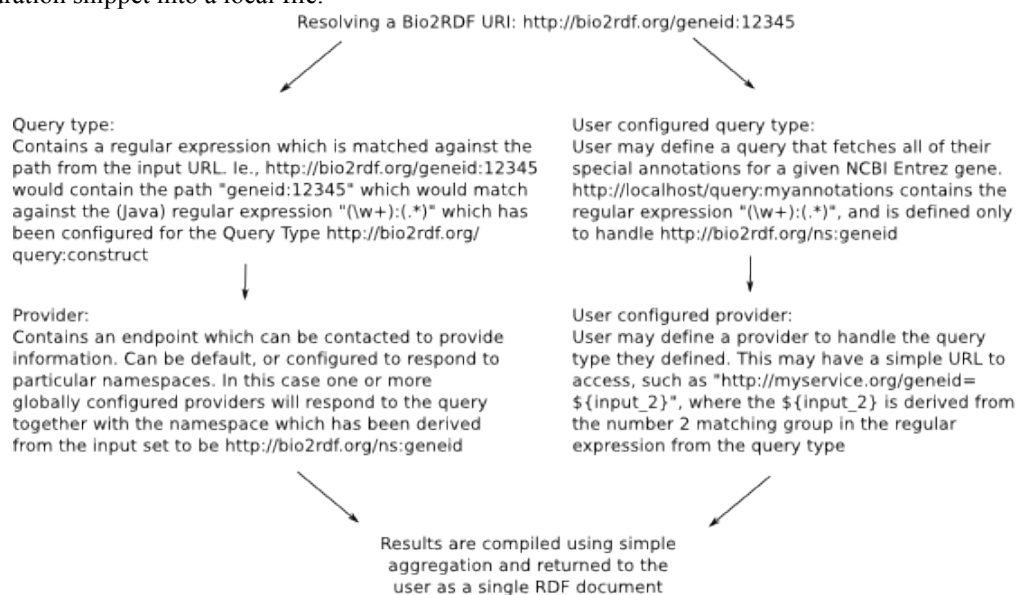 uration snippet into a local file.
Resolving a Bio2RDF URI: http://bio2rdf.org/geneid:12345
Query type:
Contains a regular expression which is matched against the
path from the input URL. Ie., http://bio2rdf.org/geneid:12345
would contain the path "geneid:12345" which would match
against the (Java) regular expression "(\w+):(.*)" which has
been configured for the Query Type http://bio2rdf.org/
query:construct
User configured query type:
User may define a query that fetches all of their
special annotations for a given NCBI Entrez gene.
http://localhost/query:myannotations contains the
regular expression "(\w+):(.*)", and is defined only
to handle http://bio2rdf.org/ns:geneid
Provider:
Contains an endpoint which can be contacted to provide
information. Can be default, or configured to respond to
particular namespaces. In this case one or more
globally configured providers will respond to the query
together with the namespace which has been derived
from the input set to be http://bio2rdf.org/ns:geneid
User configured provider:
User may define a provider to handle the query
type they defined. This may have a simple URL to
access, such as "http://myservice.org/geneid=
${input_2}", where the ${input_2} is derived from
the number 2 matching group in the regular
expression from the query type
Results are compiled using simple
aggregation and returned to the
user as a single RDF document